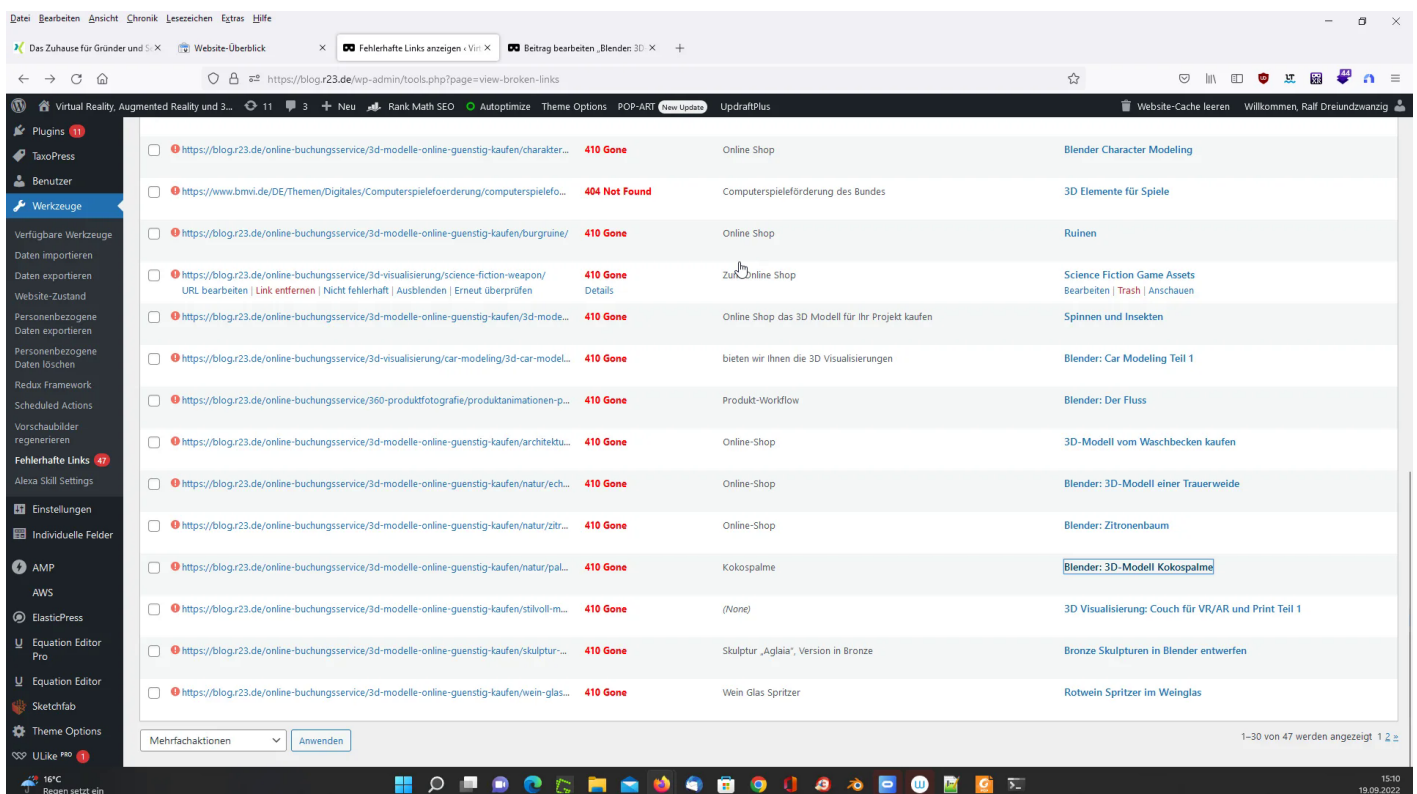 Datei Bearbeiten Ansicht Chronik Lesezeichen Extras Hilfe
Das Zuhause für Gründer und S
Website-Überblick
Fehlerhafte Links anzeigen ‹ Virt
Beitrag bearbeiten „Blender: 3D
https://blog.r23.de/wp-admin/tools.php?page=view-broken-links
44
Virtual Reality, Augmented Reality und 3… 11 3 Neu Rank Math SEO Autoptimize Theme Options POP-ART New Update UpdraftPlus Website-Cache leeren Willkommen, Ralf Dreiundzwanzig
Plugins 11
TaxoPress
Benutzer
Werkzeuge
Verfügbare Werkzeuge
Daten importieren
Daten exportieren
Website-Zustand
Personenbezogene
Daten exportieren
Personenbezogene
Daten löschen
Redux Framework
Scheduled Actions
Vorschaubilder
regenerieren
Fehlerhafte Links 47
Alexa Skill Settings
Einstellungen
Individuelle Felder
AMP
AWS
ElasticPress
Equation Editor
Pro
Equation Editor
Sketchfab
Theme Options
ULike PRO 1
https://blog.r23.de/online-buchungsservice/3d-modelle-online-guenstig-kaufen/charakter... 410 Gone Online Shop Blender Character Modeling
https://www.bmvi.de/DE/Themen/Digitales/Computerspielefoerderung/computerspielefo... 404 Not Found Computerspieleförderung des Bundes 3D Elemente für Spiele
https://blog.r23.de/online-buchungsservice/3d-modelle-online-guenstig-kaufen/burgruine/ 410 Gone Online Shop Ruinen
https://blog.r23.de/online-buchungsservice/3d-visualisierung/science-fiction-weapon/ 410 Gone Online Shop Science Fiction Game Assets
URL bearbeiten | Link entfernen | Nicht fehlerhaft | Ausblenden | Erneut überprüfen Details Bearbeiten | Trash | Anschauen
https://blog.r23.de/online-buchungsservice/3d-modelle-online-guenstig-kaufen/3d-mode... 410 Gone Online Shop das 3D Modell für Ihr Projekt kaufen Spinnen und Insekten
https://blog.r23.de/online-buchungsservice/3d-visualisierung/car-modeling/3d-car-model... 410 Gone bieten wir Ihnen die 3D Visualisierungen Blender: Car Modeling Teil 1
https://blog.r23.de/online-buchungsservice/360-produktfotografie/produktanimationen-p... 410 Gone Produkt-Workflow Blender: Der Fluss
https://blog.r23.de/online-buchungsservice/3d-modelle-online-guenstig-kaufen/architektu... 410 Gone Online-Shop 3D-Modell vom Waschbecken kaufen
https://blog.r23.de/online-buchungsservice/3d-modelle-online-guenstig-kaufen/natur/ech... 410 Gone Online-Shop Blender: 3D-Modell einer Trauerweide
https://blog.r23.de/online-buchungsservice/3d-modelle-online-guenstig-kaufen/natur/zitr... 410 Gone Online-Shop Blender: Zitronenbaum
https://blog.r23.de/online-buchungsservice/3d-modelle-online-guenstig-kaufen/natur/pal... 410 Gone Kokospalme Blender: 3D-Modell Kokospalme
https://blog.r23.de/online-buchungsservice/3d-modelle-online-guenstig-kaufen/stilvoll-m... 410 Gone (None) 3D Visualisierung: Couch für VR/AR und Print Teil 1
https://blog.r23.de/online-buchungsservice/3d-modelle-online-guenstig-kaufen/skulptur-... 410 Gone Skulptur „Aglaia“, Version in Bronze Bronze Skulpturen in Blender entwerfen
https://blog.r23.de/online-buchungsservice/3d-modelle-online-guenstig-kaufen/wein-glas... 410 Gone Wein Glas Spritzer Rotwein Spritzer im Weinglas
Mehrfachaktionen Anwenden 1–30 von 47 werden angezeigt 1 2 »
16°C
Regen setzt ein
15:10
19.09.2022